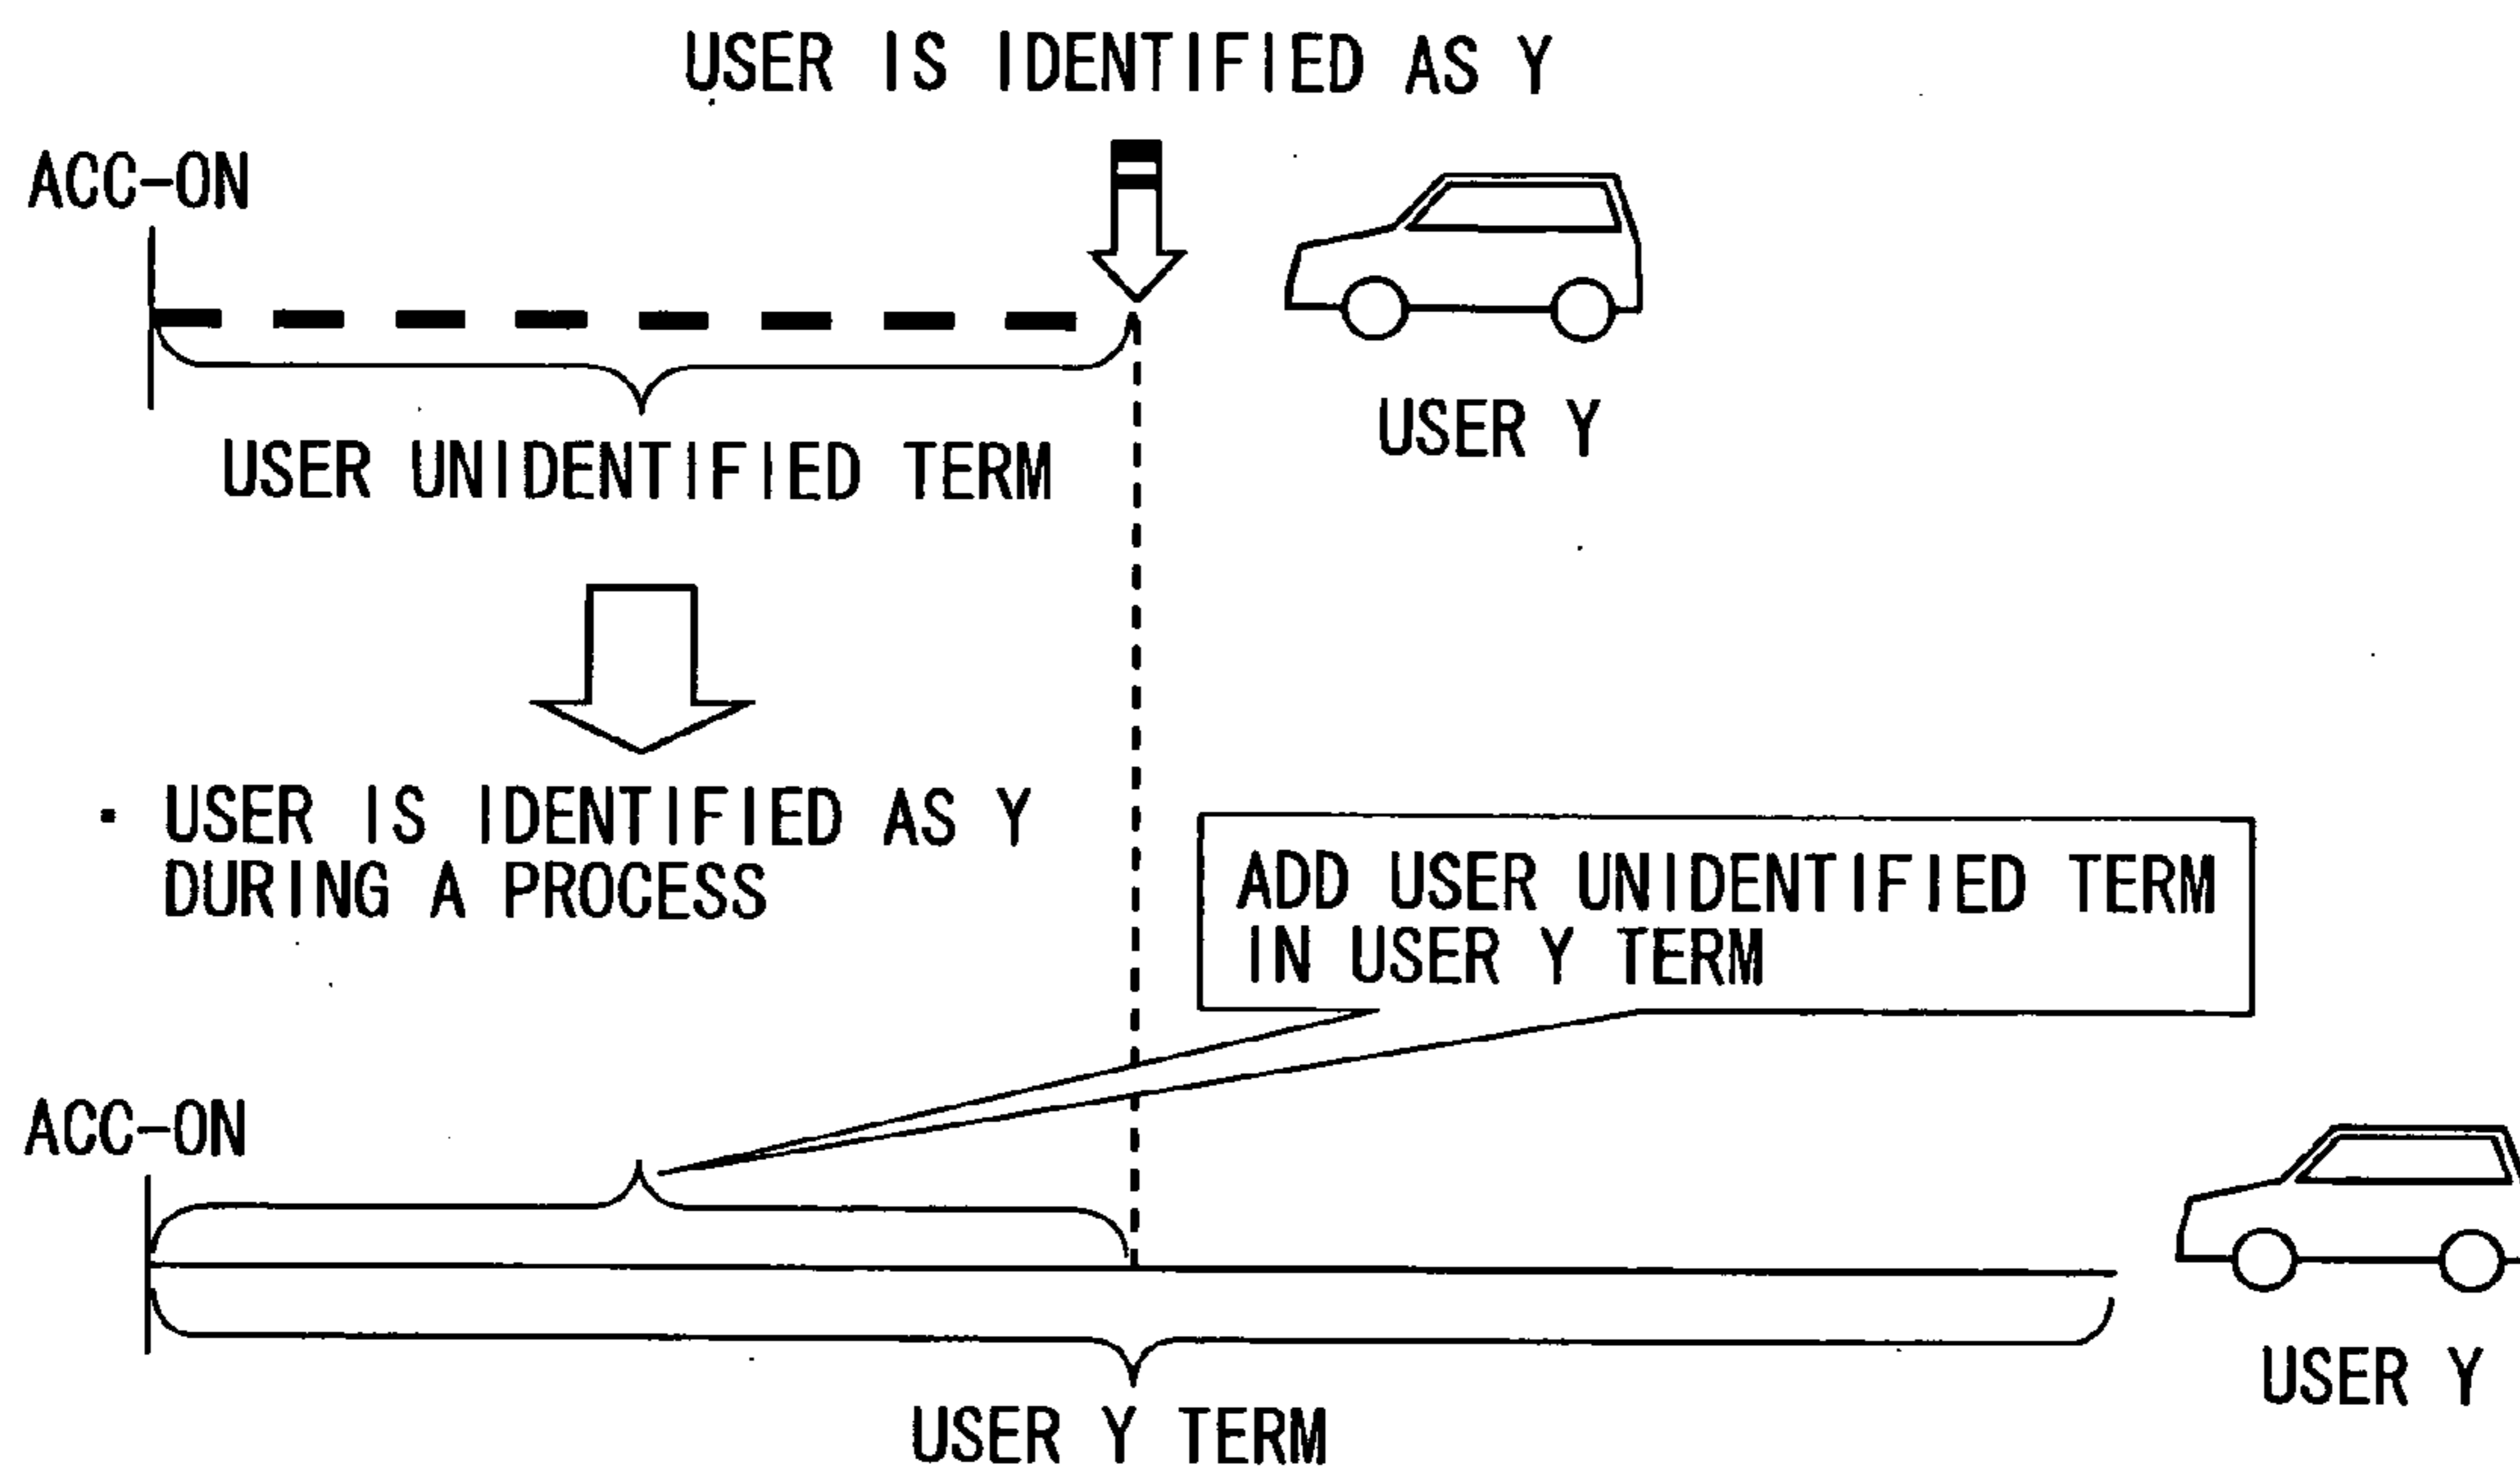 USER IS IDENTIFIED AS Y
ACC-ON
USER Y
USER UNIDENTIFIED TERM
· USER IS IDENTIFIED AS Y
DURING A PROCESS
ADD USER UNIDENTIFIED TERM
IN USER Y TERM
ACC-ON
USER Y
USER Y TERM